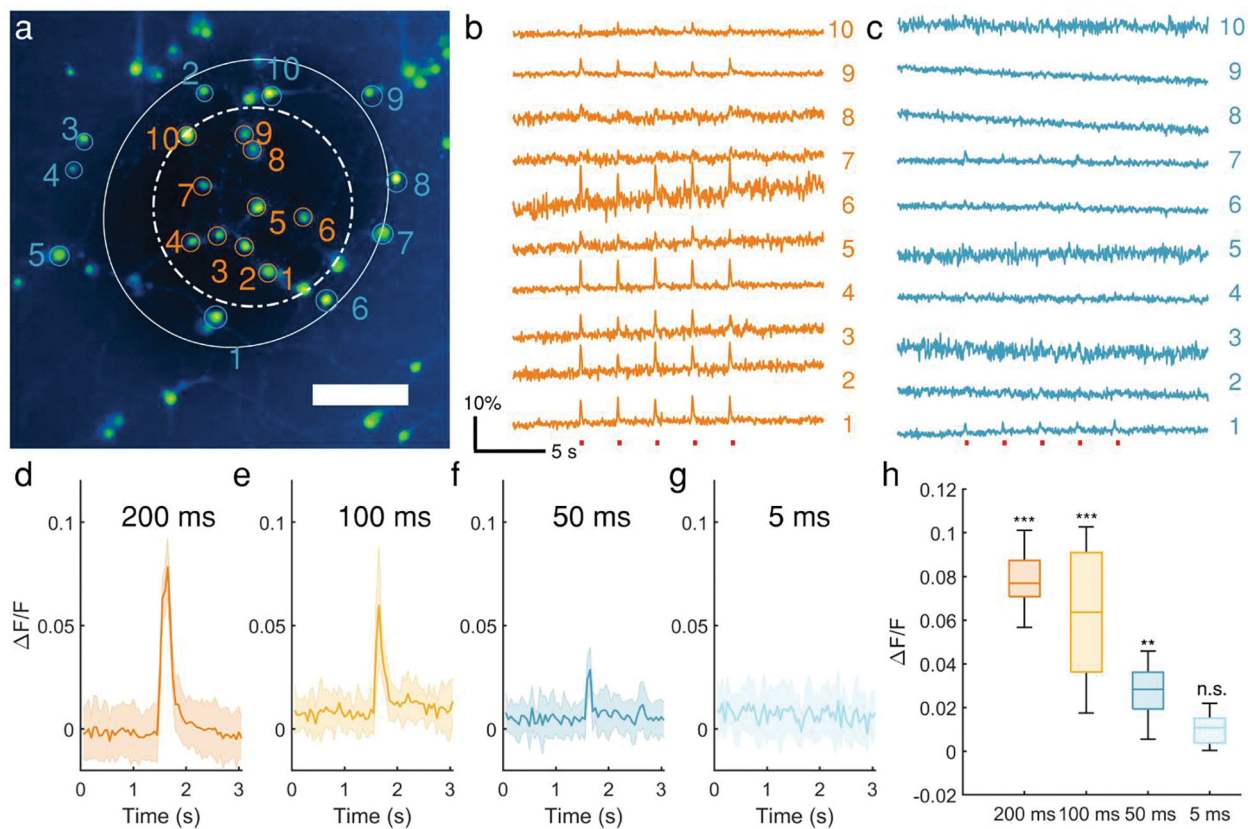 a
2
10
9
3
10
9
4
8
8
7
5
6
7
5
4
3
2
1
6
1
b
10
9
8
7
6
5
4
3
2
1
10%
5 s
c
10
9
8
7
6
5
4
3
2
1
d
200 ms
0.1
0.05
0
ΔF/F
0 1 2 3
Time (s)
e
100 ms
0.1
0.05
0
0 1 2 3
Time (s)
f
50 ms
0.1
0.05
0
0 1 2 3
Time (s)
g
5 ms
0.1
0.05
0
0 1 2 3
Time (s)
h
0.12
0.10
0.08
0.06
0.04
0.02
0
-0.02
ΔF/F
***
***
**
n.s.
200 ms 100 ms 50 ms 5 ms